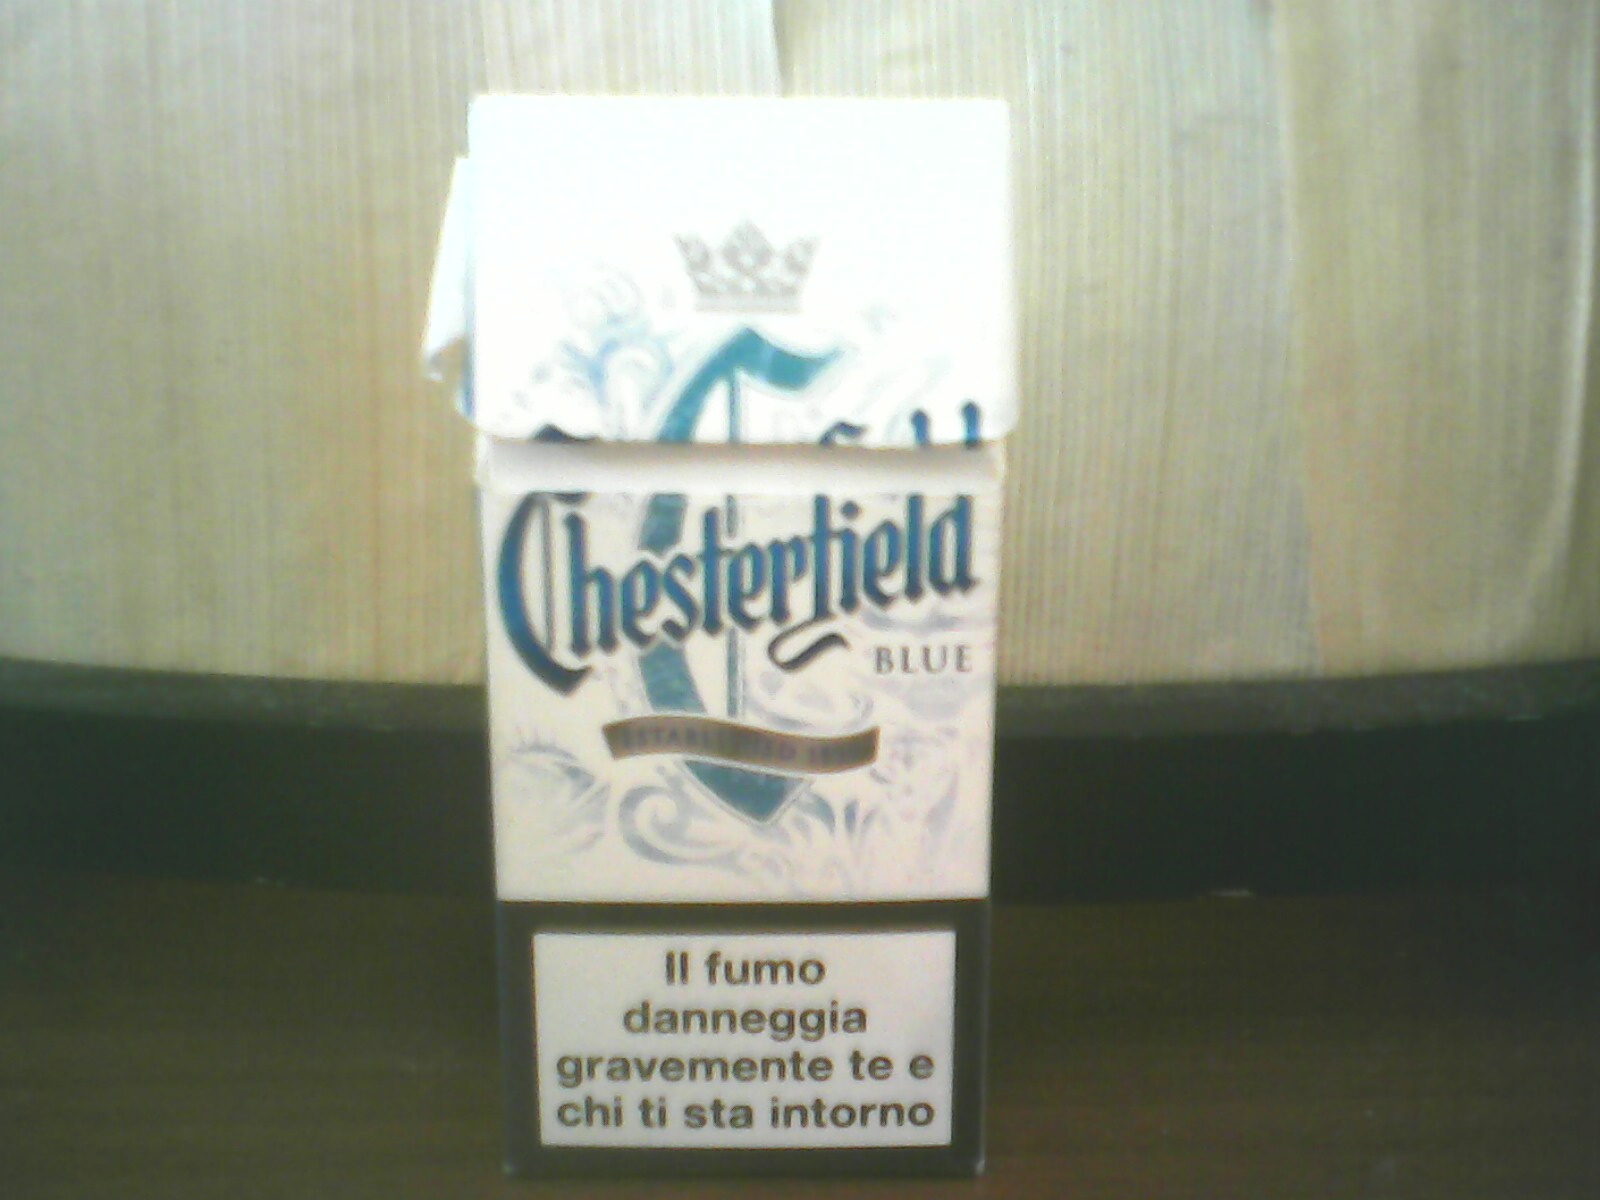 Chesterfield
BLUE
Il fumo
danneggia
gravemente te e
chi ti sta intorno